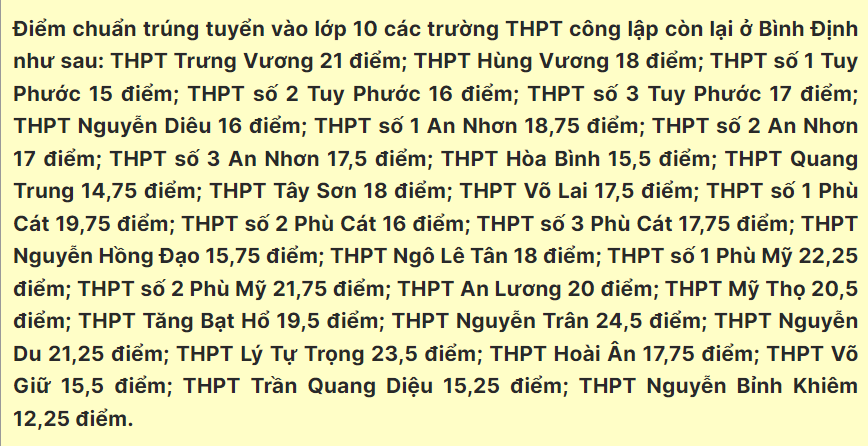 Điểm chuẩn trúng tuyển vào lớp 10 các trường THPT công lập còn lại ở Bình Định
như sau: THPT Trưng Vương 21 điểm; THPT Hùng Vương 18 điểm; THPT số 1 Tuy
Phước 15 điểm; THPT số 2 Tuy Phước 16 điểm; THPT số 3 Tuy Phước 17 điểm;
THPT Nguyễn Diêu 16 điểm; THPT số 1 An Nhơn 18,75 điểm; THPT số 2 An Nhơn
17 điểm; THPT số 3 An Nhơn 17,5 điểm; THPT Hòa Bình 15,5 điểm; THPT Quang
Trung 14,75 điểm; THPT Tây Sơn 18 điểm; THPT Võ Lai 17,5 điểm; THPT số 1 Phù
Cát 19,75 điểm; THPT số 2 Phù Cát 16 điểm; THPT số 3 Phù Cát 17,75 điểm; THPT
Nguyễn Hồng Đạo 15,75 điểm; THPT Ngô Lê Tân 18 điểm; THPT số 1 Phù Mỹ 22,25
điểm; THPT số 2 Phù Mỹ 21,75 điểm; THPT An Lương 20 điểm; THPT Mỹ Thọ 20,5
điểm; THPT Tăng Bạt Hổ 19,5 điểm; THPT Nguyễn Trân 24,5 điểm; THPT Nguyễn
Du 21,25 điểm; THPT Lý Tự Trọng 23,5 điểm; THPT Hoài Ân 17,75 điểm; THPT Võ
Giữ 15,5 điểm; THPT Trần Quang Diệu 15,25 điểm; THPT Nguyễn Bỉnh Khiêm
12,25 điểm.